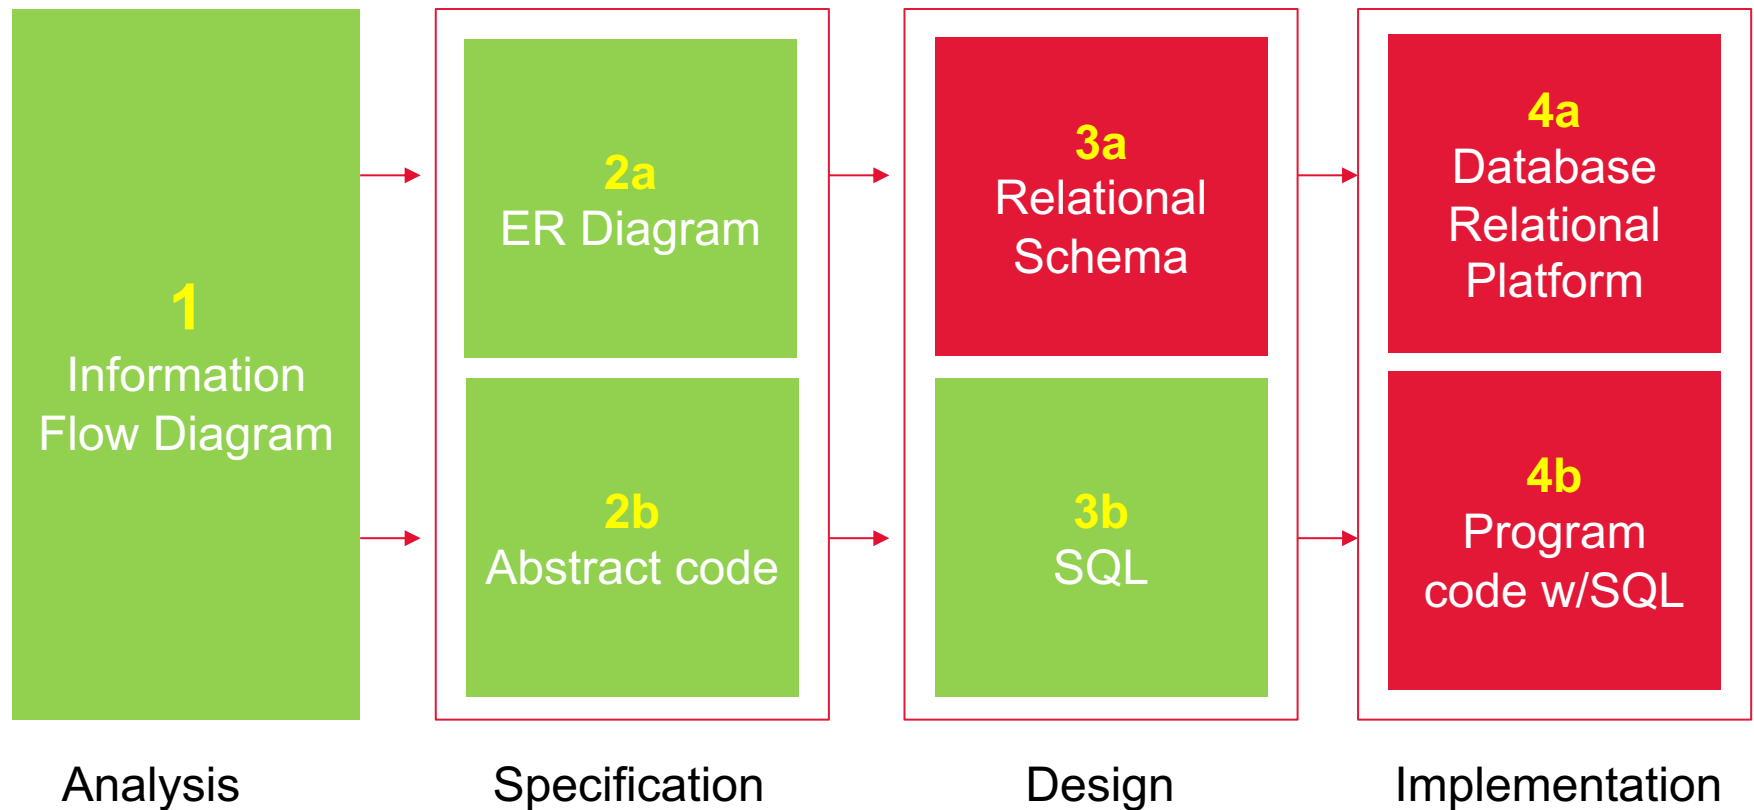 1
Information
Flow Diagram
2a
ER Diagram
2b
Abstract code
3a
Relational
Schema
3b
SQL
4a
Database
Relational
Platform
4b
Program
code w/SQL
Analysis
Specification
Design
Implementation